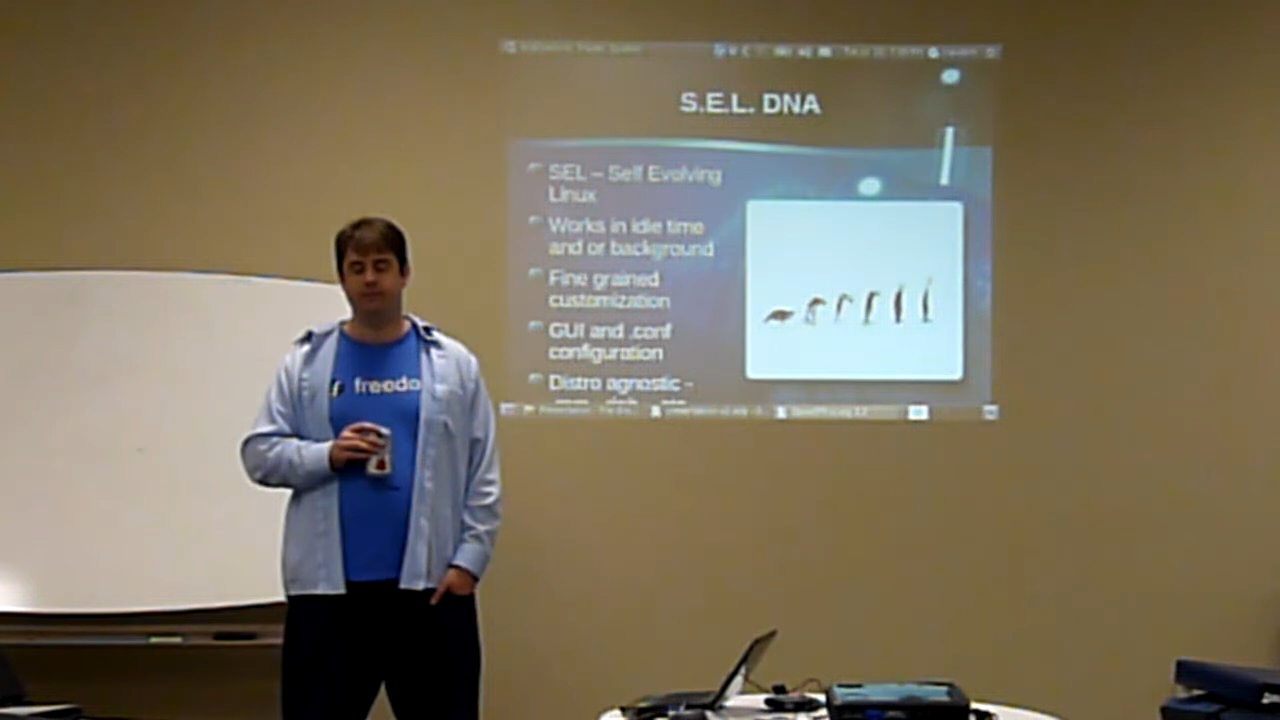 S.E.L. DNA
SEL – Self Evolving
Linux
Works in idle time
and or background
Fine grained
customization
GUI and .conf
configuration
Distro agnostic -
freedo